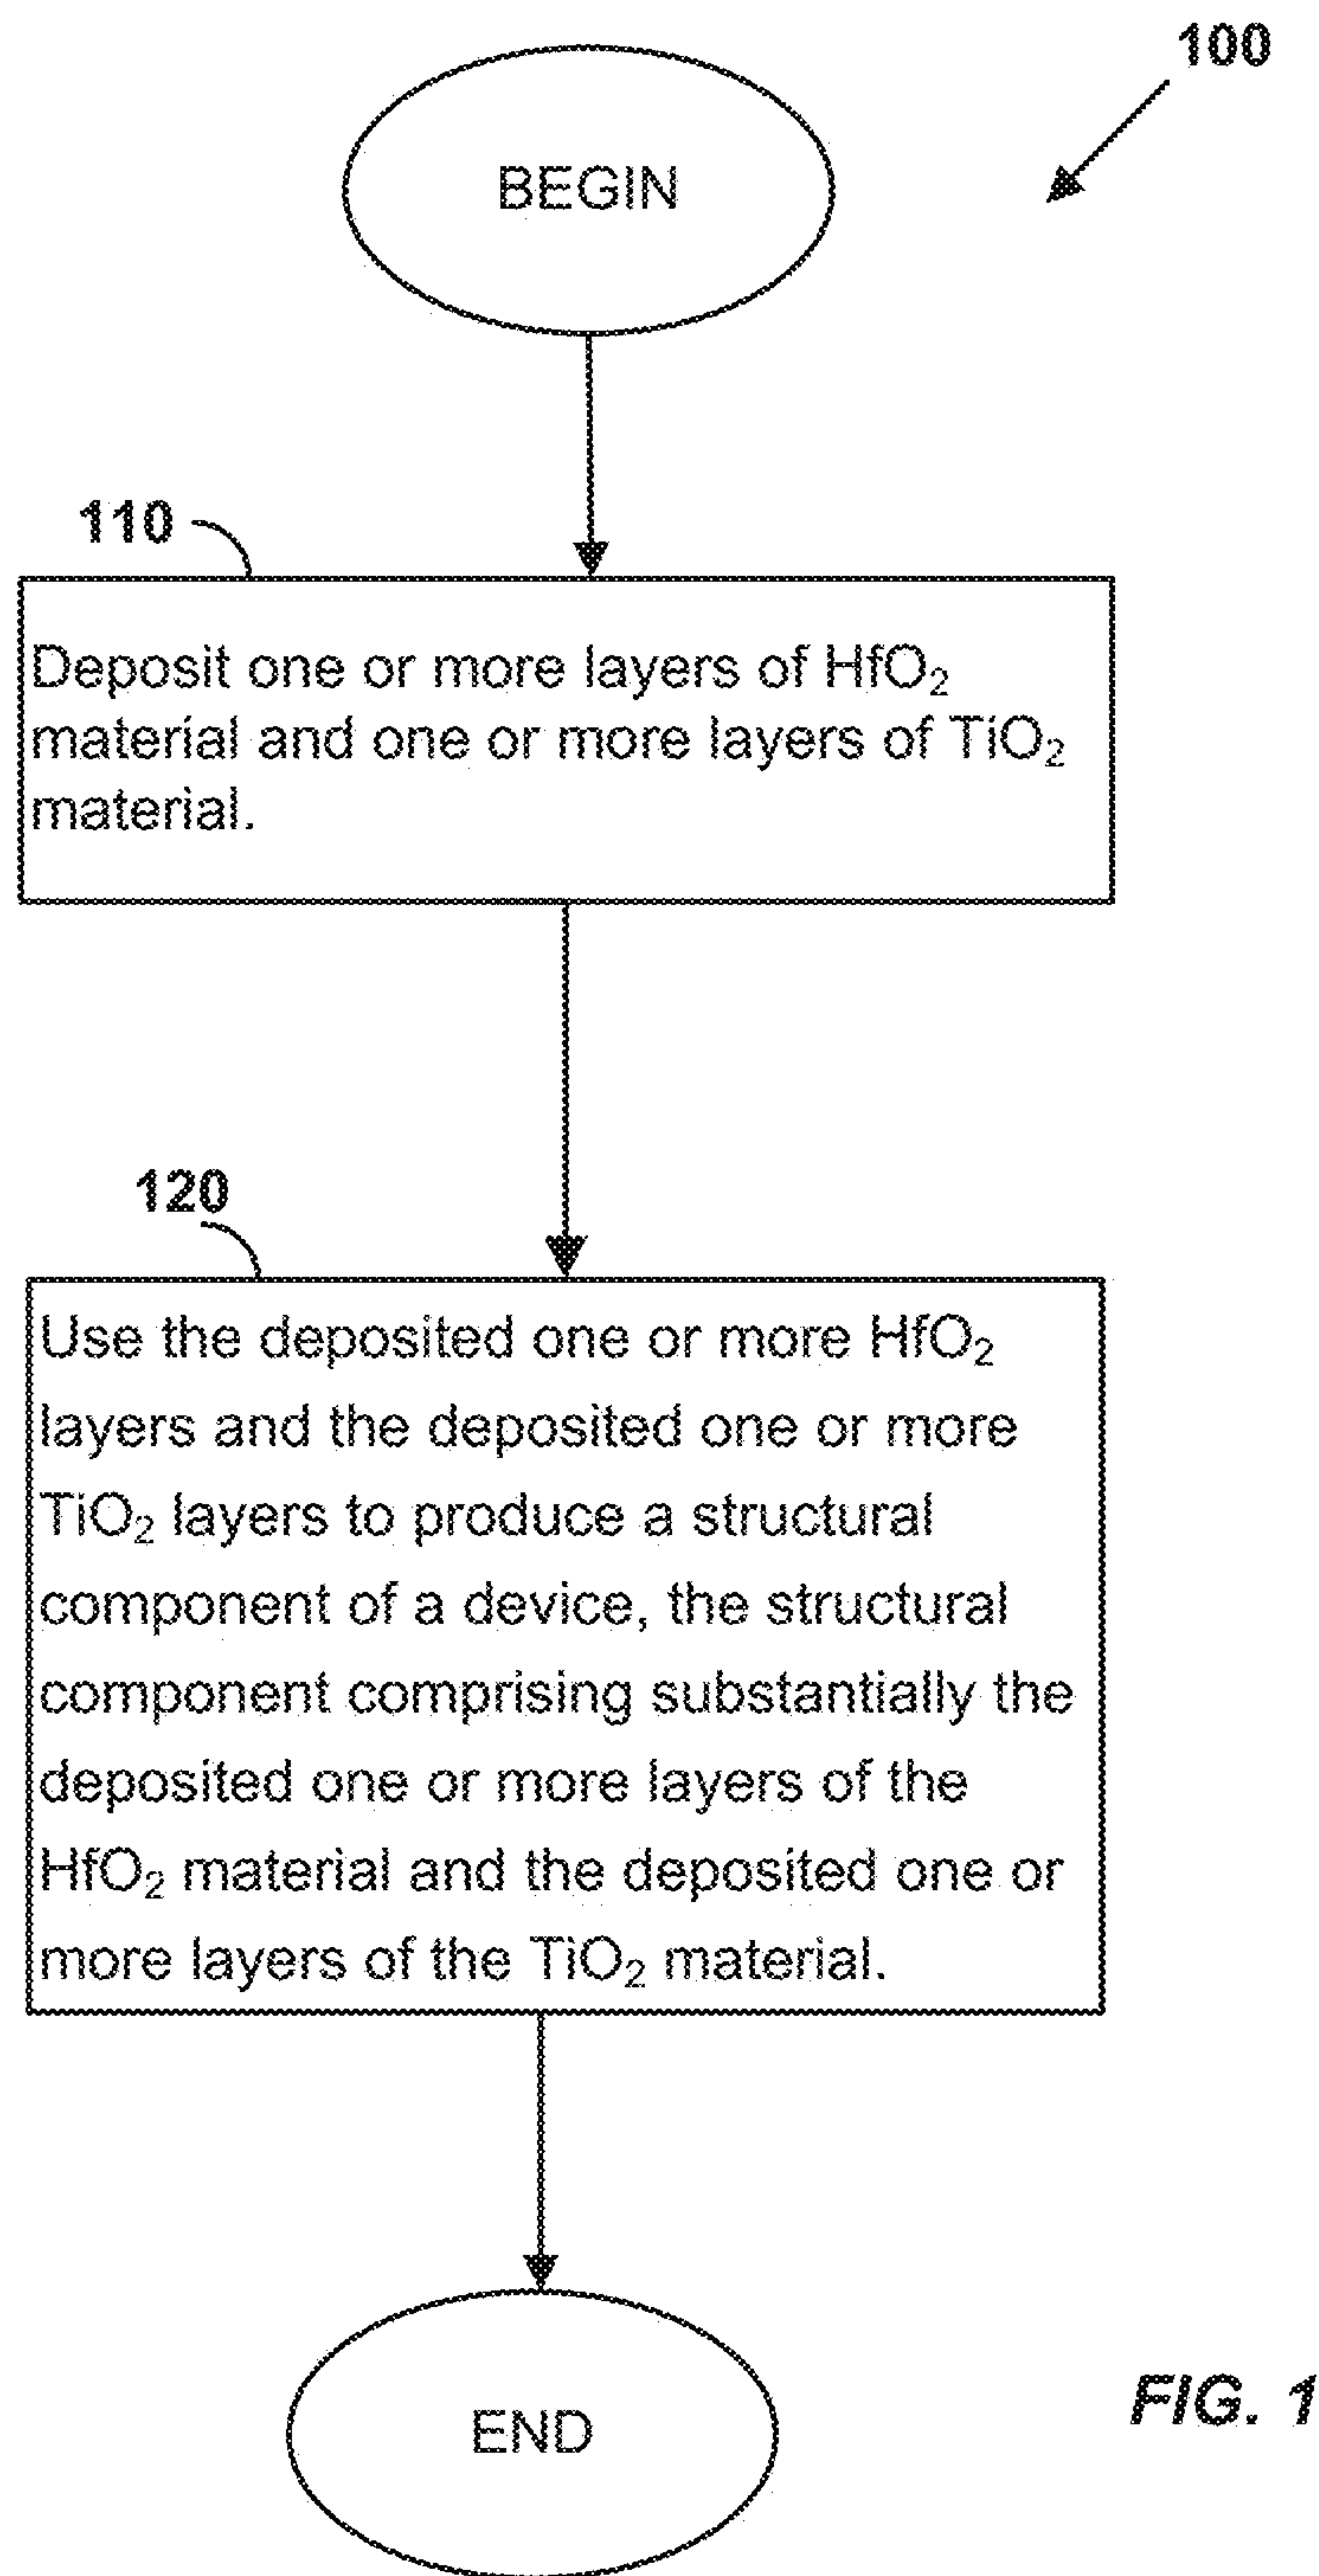 100
BEGIN
110
Deposit one or more layers of HfO₂
material and one or more layers of TiO₂
material.
120
Use the deposited one or more HfO₂
layers and the deposited one or more
TiO₂ layers to produce a structural
component of a device, the structural
component comprising substantially the
deposited one or more layers of the
HfO₂ material and the deposited one or
more layers of the TiO₂ material.
END
FIG. 1